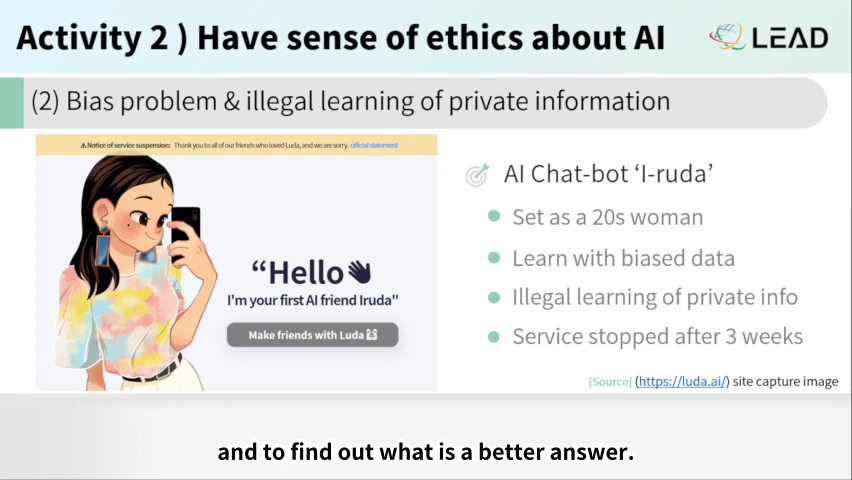 Activity 2 ) Have sense of ethics about AI
LEAD
(2) Bias problem & illegal learning of private information
⚠Notice of service suspension: Thank you to all of our friends who loved Luda, and we are sorry. official statement
“Hello👋
I'm your first AI friend Iruda"
Make friends with Luda
AI Chat-bot ‘I-ruda’
Set as a 20s woman
Learn with biased data
Illegal learning of private info
Service stopped after 3 weeks
[Source] (https://luda.ai/) site capture image
and to find out what is a better answer.